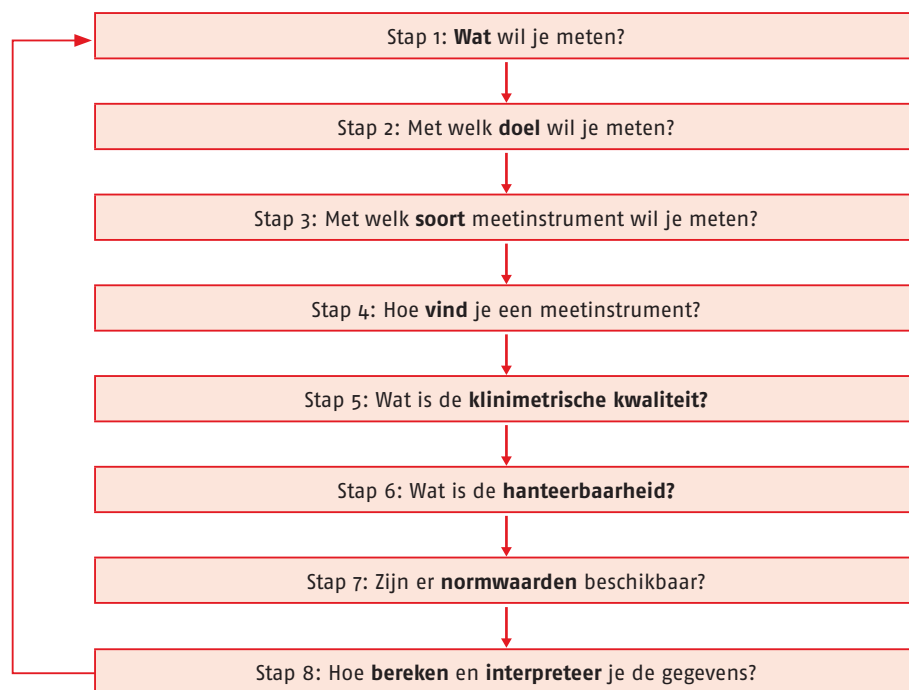 Stap 1: Wat wil je meten?
Stap 2: Met welk doel wil je meten?
Stap 3: Met welk soort meetinstrument wil je meten?
Stap 4: Hoe vind je een meetinstrument?
Stap 5: Wat is de klinimetrische kwaliteit?
Stap 6: Wat is de hanteerbaarheid?
Stap 7: Zijn er normwaarden beschikbaar?
Stap 8: Hoe bereken en interpreteer je de gegevens?